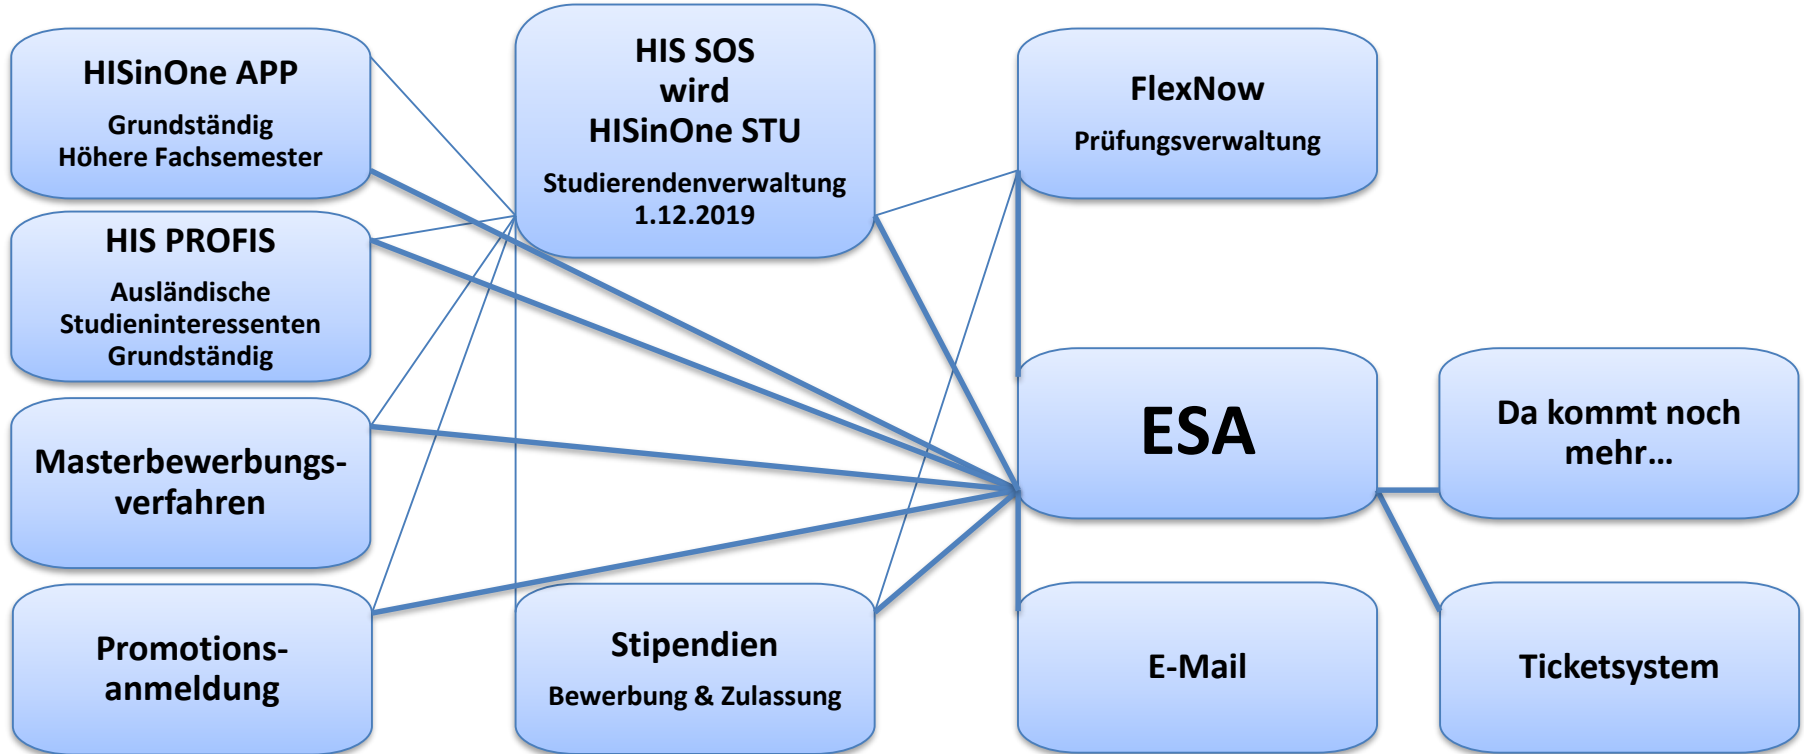 HISinOne APP
Grundständig
Höhere Fachsemester
HIS SOS
wird
HISinOne STU
Studierendenverwaltung
1.12.2019
FlexNow
Prüfungsverwaltung
HIS PROFIS
Ausländische
Studieninteressenten
Grundständig
ESA
Da kommt noch
mehr...
Masterbewerbungs-
verfahren
Promotions-
anmeldung
Stipendien
Bewerbung & Zulassung
E-Mail
Ticketsystem